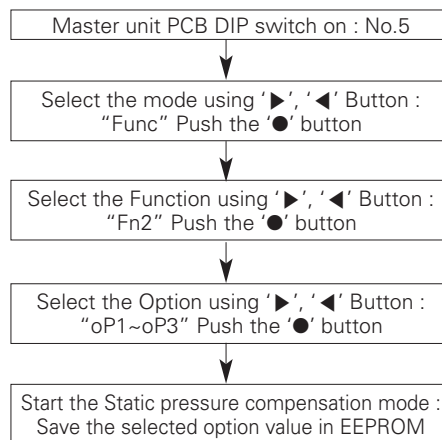 Master unit PCB DIP switch on : No.5
Select the mode using ‘▶’, ‘◀’ Button :
“Func” Push the ‘●’ button
Select the Function using ‘▶’, ‘◀’ Button :
“Fn2” Push the ‘●’ button
Select the Option using ‘▶’, ‘◀’ Button :
“oP1~oP3” Push the ‘●’ button
Start the Static pressure compensation mode :
Save the selected option value in EEPROM